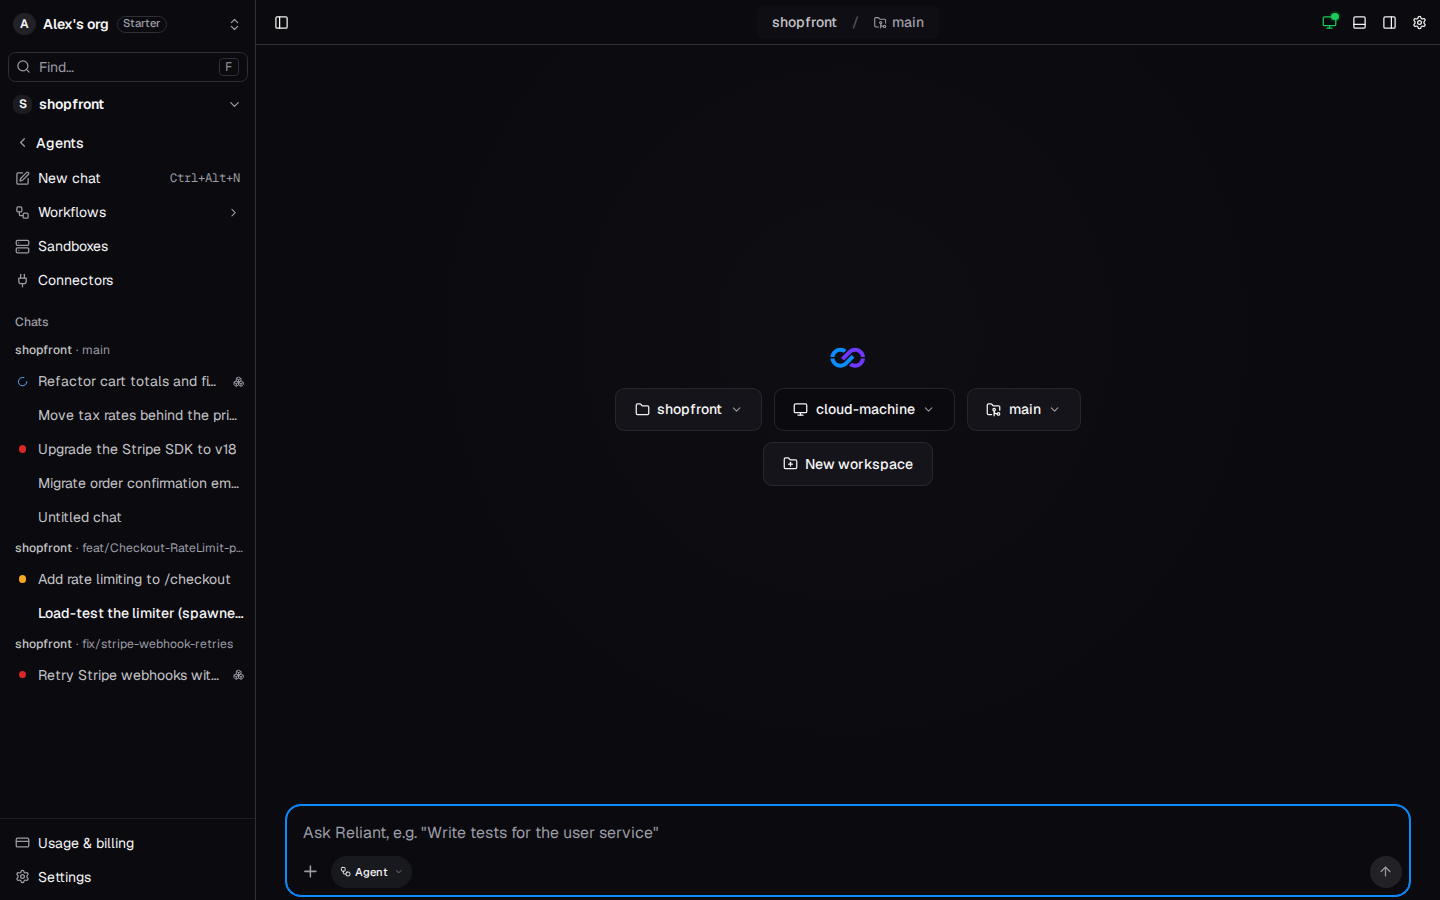 A Alex's org Starter
Find... F
S shopfront
Agents
New chat Ctrl+Alt+N
Workflows
Sandboxes
Connectors
Chats
shopfront · main
Refactor cart totals and fi...
Move tax rates behind the pri...
Upgrade the Stripe SDK to v18
Migrate order confirmation em...
Untitled chat
shopfront · feat/Checkout-RateLimit-p...
Add rate limiting to /checkout
Load-test the limiter (spawne...
shopfront · fix/stripe-webhook-retries
Retry Stripe webhooks wit...
Usage & billing
Settings
shopfront / main
shopfront cloud-machine main
New workspace
Ask Reliant, e.g. "Write tests for the user service"
Agent